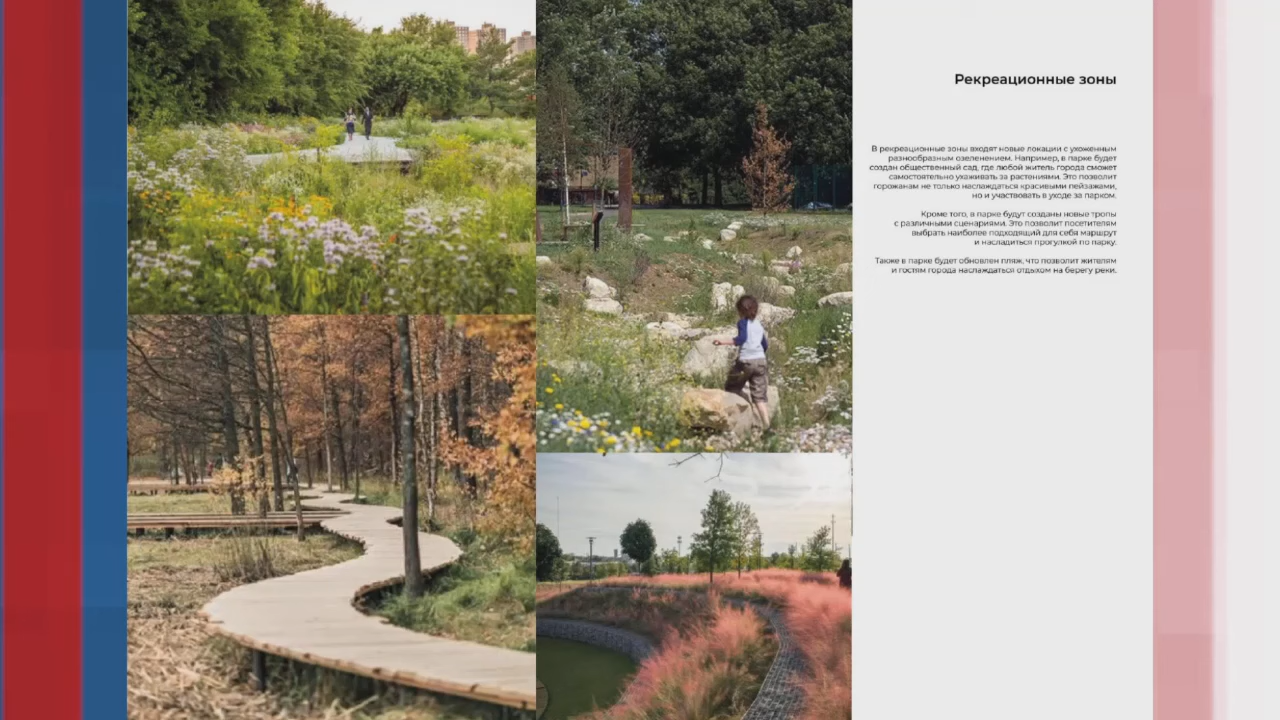 Рекреационные зоны
В рекреационные зоны входят новые локации с ухоженным
разнообразным озеленением. Например, в парке будет
создан общественный сад, где любой житель города сможет
самостоятельно ухаживать за растениями. Это позволит
горожанам не только наслаждаться красивыми пейзажами,
но и участвовать в уходе за парком.
Кроме того, в парке будут созданы новые тропы
с различными сценариями. Это позволит посетителям
выбрать наиболее подходящий для себя маршрут
и насладиться прогулкой по парку.
Также в парке будет обновлен пляж, что позволит жителям
и гостям города наслаждаться отдыхом на берегу реки.